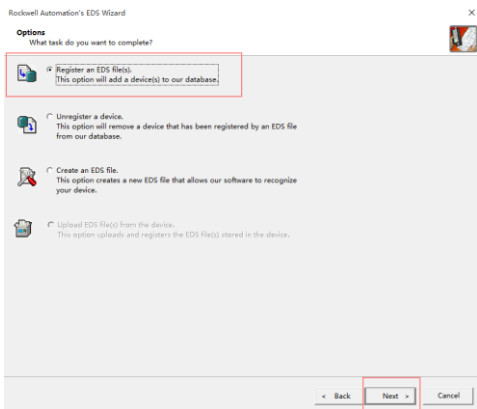 Rockwell Automation's EDS Wizard
Options
What task do you want to complete?
Register an EDS file(s).
This option will add a device(s) to our database.
Unregister a device.
This option will remove a device that has been registered by an EDS file
from our database.
Create an EDS file.
This option creates a new EDS file that allows our software to recognize
your device.
Upload EDS file(s) from the device.
This option uploads and registers the EDS file(s) stored in the device.
< Back Next > Cancel